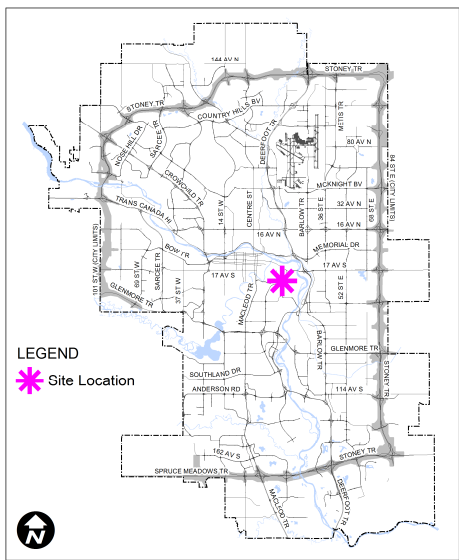 144 AV N
STONEY TR
STONEY TR
COUNTRY HILLS BV
METIS TR
SARCEE TR
NOSE HILL DR
DEERFOOT TR
80 AV N
CROWCHILD TR
MCKNIGHT BV
84 ST E (CITY LIMITS)
68 ST E
TRANS CANADA HI
14 ST W
CENTRE ST
BARLOW TR
36 ST E
32 AV N
16 AV N
16 AV N
MEMORIAL DR
101 ST W (CITY LIMITS)
BOW TR
69 ST W
SARCEE TR
37 ST W
17 AV S
17 AV S
52 ST E
MACLEOD TR
GLENMORE TR
BARLOW TR
GLENMORE TR
LEGEND
Site Location
SOUTHLAND DR
ANDERSON RD
114 AV S
STONEY TR
162 AV S
STONEY TR
SPRUCE MEADOWS TR
MACLEOD TR
DEERFOOT TR
N